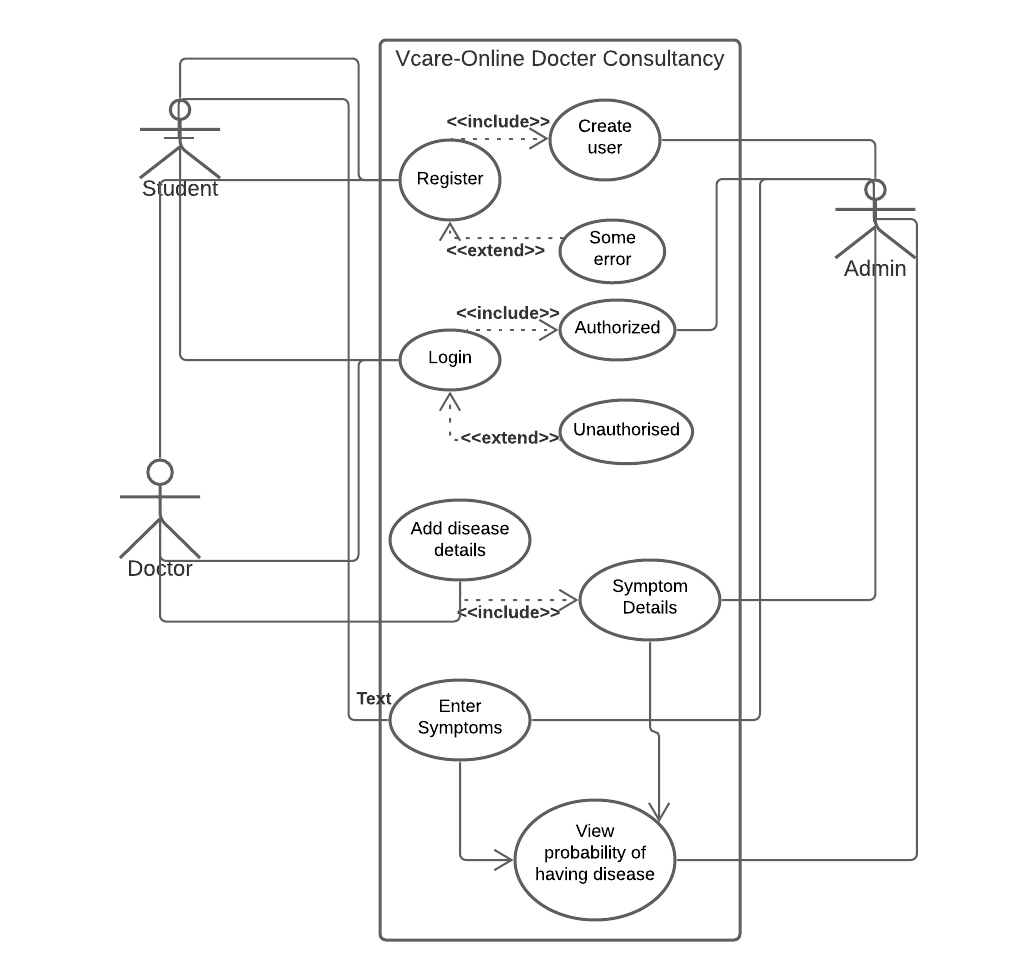 Vcare-Online Docter Consultancy
<<include>>
Create
user
Register
Student
<<extend>>
Some
error
Admin
<<include>>
Authorized
Login
<<extend>>
Unauthorised
Add disease
details
Doctor
Symptom
Details
<<include>>
Text
Enter
Symptoms
View
probability of
having disease